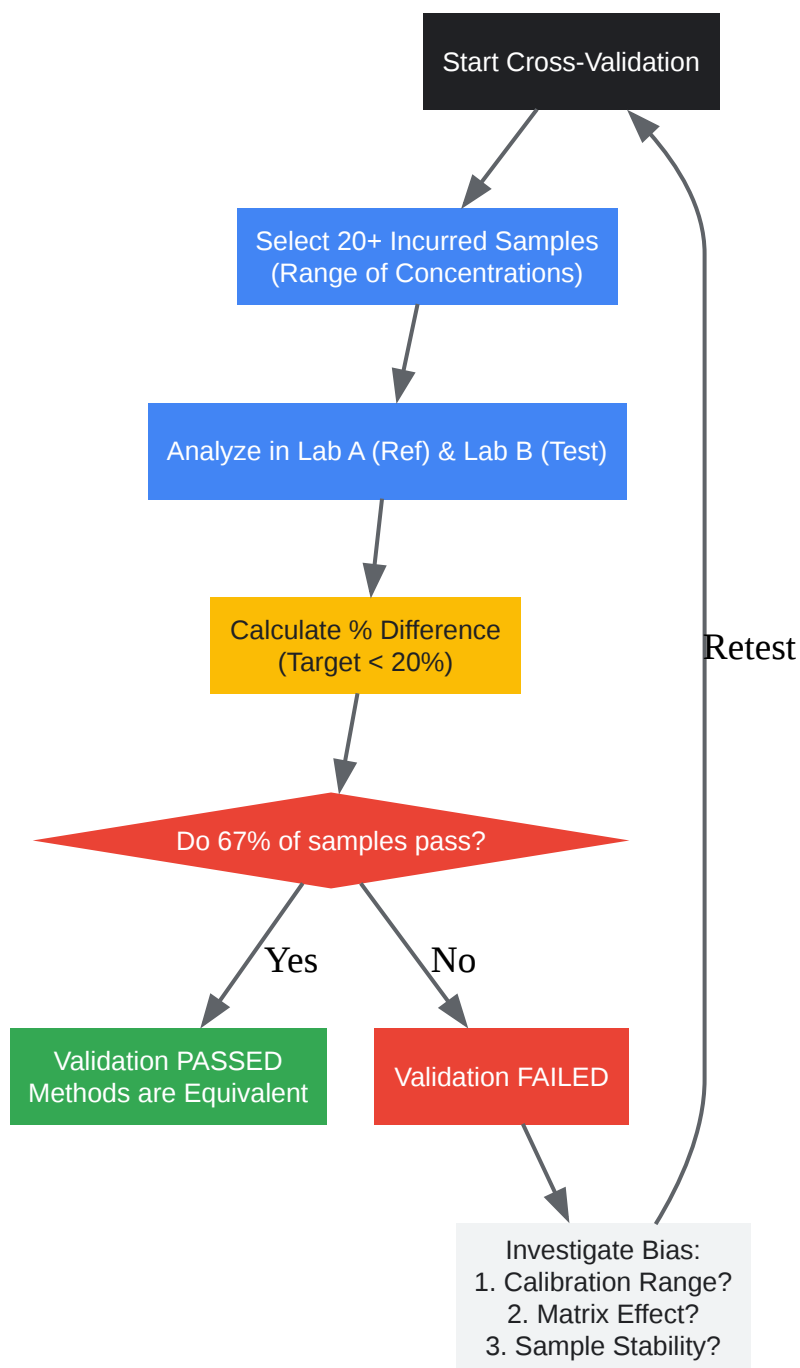 Start Cross-Validation
Select 20+ Incurred Samples
(Range of Concentrations)
Analyze in Lab A (Ref) & Lab B (Test)
Calculate % Difference
(Target < 20%)
Retest
Do 67% of samples pass?
Yes
No
Validation PASSED
Methods are Equivalent
Validation FAILED
Investigate Bias:
1. Calibration Range?
2. Matrix Effect?
3. Sample Stability?